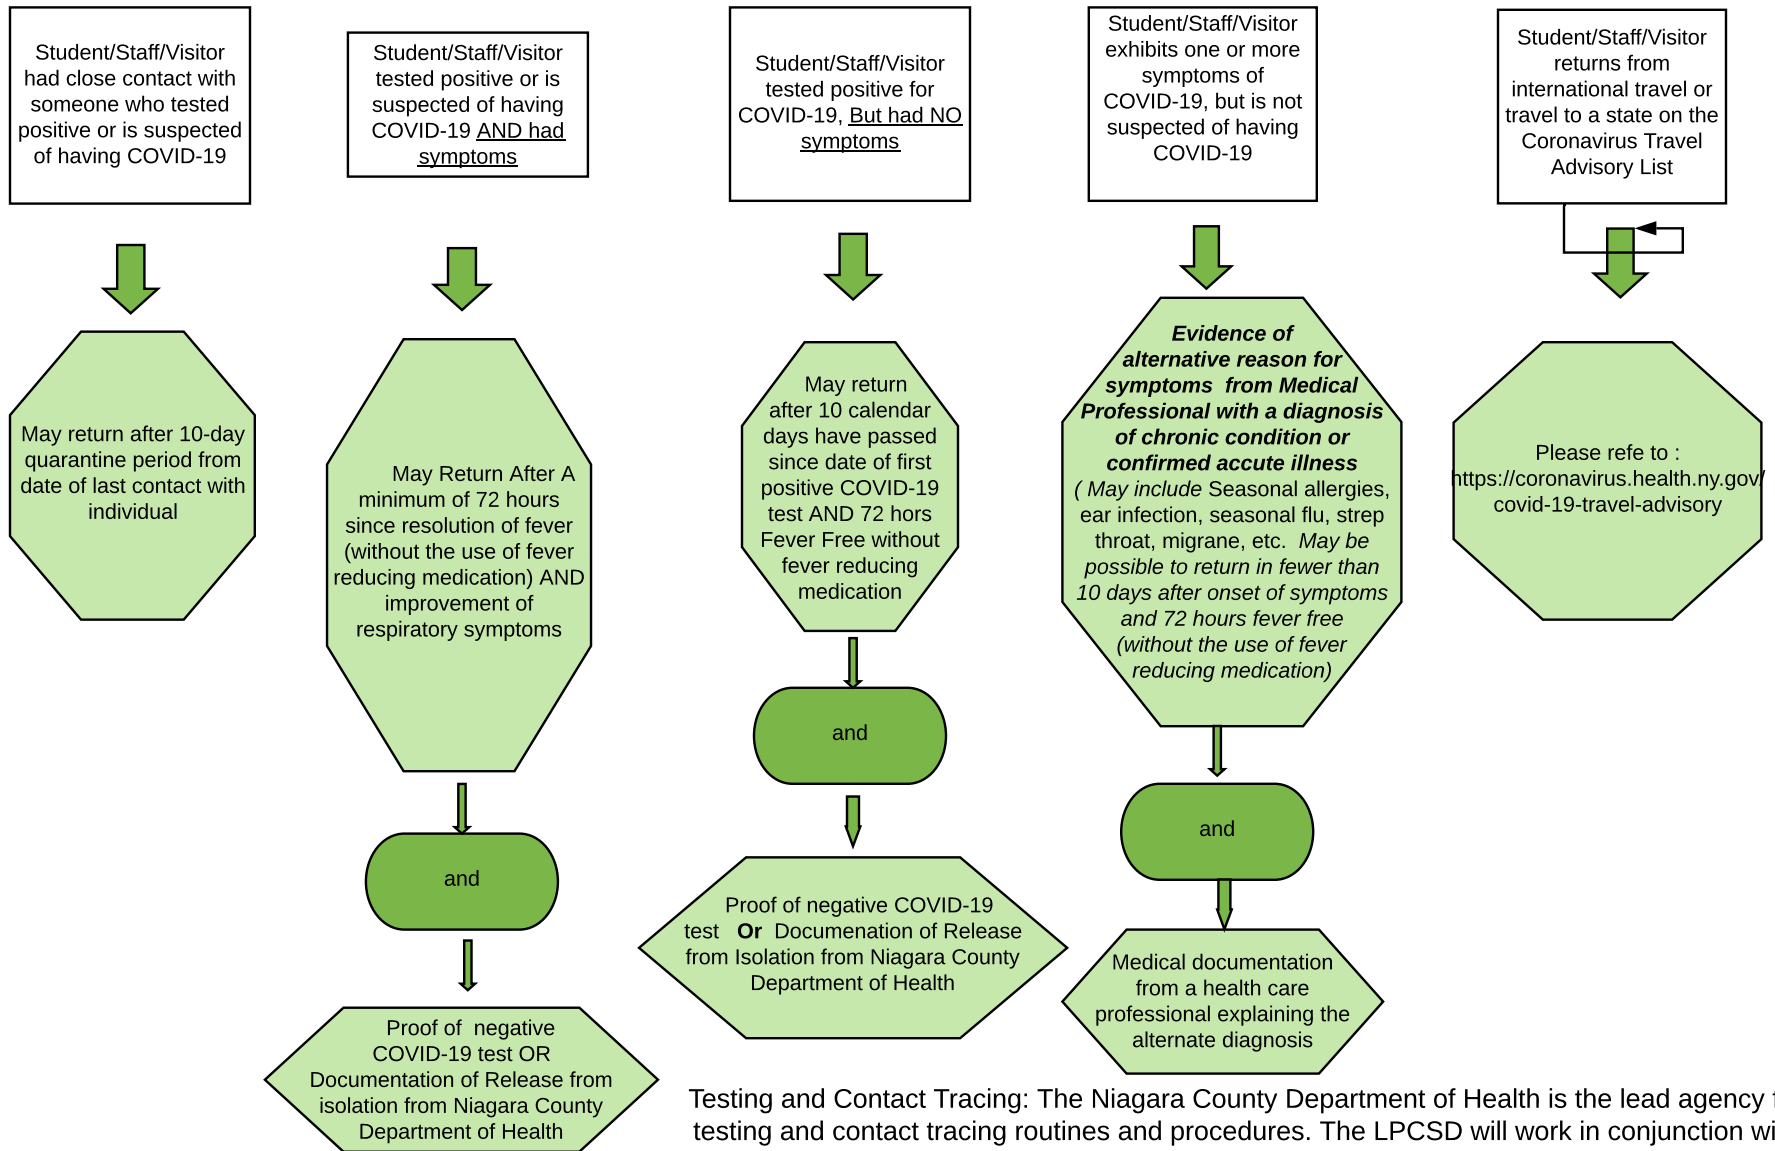 Student/Staff/Visitor
had close contact with
someone who tested
positive or is suspected
of having COVID-19
May return after 10-day
quarantine period from
date of last contact with
individual
Student/Staff/Visitor
tested positive or is
suspected of having
COVID-19 AND had
symptoms
May Return After A
minimum of 72 hours
since resolution of fever
(without the use of fever
reducing medication) AND
improvement of
respiratory symptoms
and
Proof of negative
COVID-19 test OR
Documentation of Release from
isolation from Niagara County
Department of Health
Student/Staff/Visitor
tested positive for
COVID-19, But had NO
symptoms
May return
after 10 calendar
days have passed
since date of first
positive COVID-19
test AND 72 hors
Fever Free without
fever reducing
medication
and
Proof of negative COVID-19
test Or Documenation of Release
from Isolation from Niagara County
Department of Health
Student/Staff/Visitor
exhibits one or more
symptoms of
COVID-19, but is not
suspected of having
COVID-19
Evidence of
alternative reason for
symptoms from Medical
Professional with a diagnosis
of chronic condition or
confirmed accute illness
( May include Seasonal allergies,
ear infection, seasonal flu, strep
throat, migrane, etc. May be
possible to return in fewer than
10 days after onset of symptoms
and 72 hours fever free
(without the use of fever
reducing medication)
and
Medical documentation
from a health care
professional explaining the
alternate diagnosis
Student/Staff/Visitor
returns from
international travel or
travel to a state on the
Coronavirus Travel
Advisory List
Please refe to :
https://coronavirus.health.ny.gov/
covid-19-travel-advisory
Testing and Contact Tracing: The Niagara County Department of Health is the lead agency
testing and contact tracing routines and procedures. The LPCSD will work in conjunction